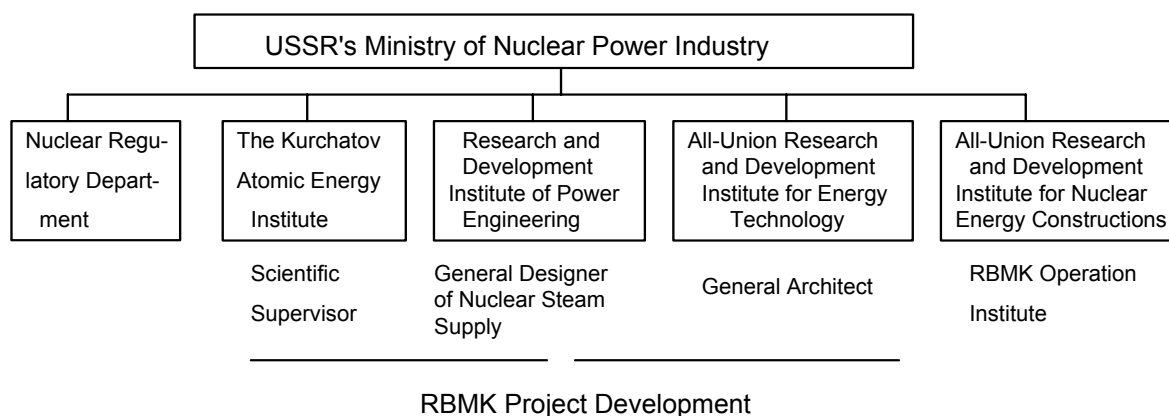 USSR's Ministry of Nuclear Power Industry
Nuclear Regu-
latory Depart-
ment
The Kurchatov
Atomic Energy
Institute
Research and
Development
Institute of Power
Engineering
All-Union Research
and Development
Institute for Energy
Technology
All-Union Research
and Development
Institute for Nuclear
Energy Constructions
Scientific
Supervisor
General Designer
of Nuclear Steam
Supply
General Architect
RBMK Operation
Institute
RBMK Project Development